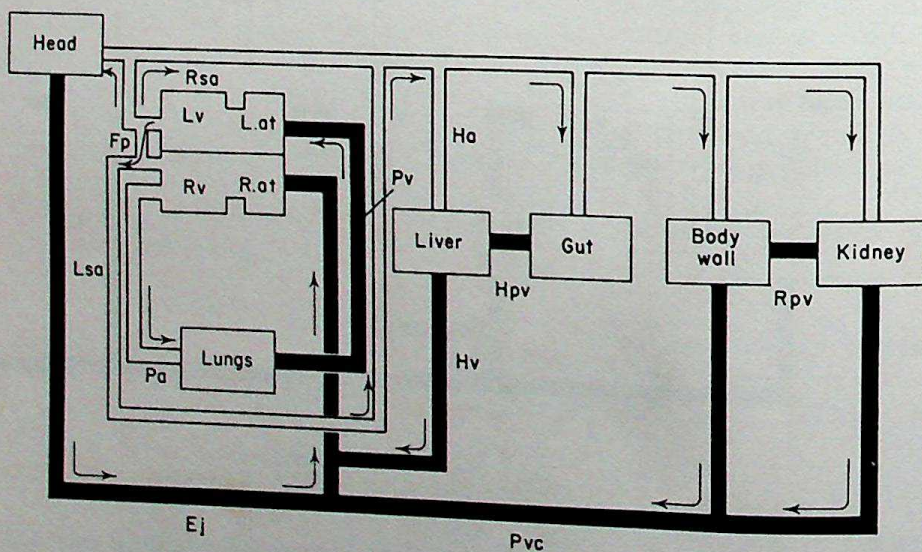 Head
Rsa
Lv
L.at
Fp
Ha
Rv
R.at
Pv
Lsa
Liver
Gut
Body
wall
Kidney
Hpv
Rpv
Lungs
Pa
Hv
Ej
Pvc